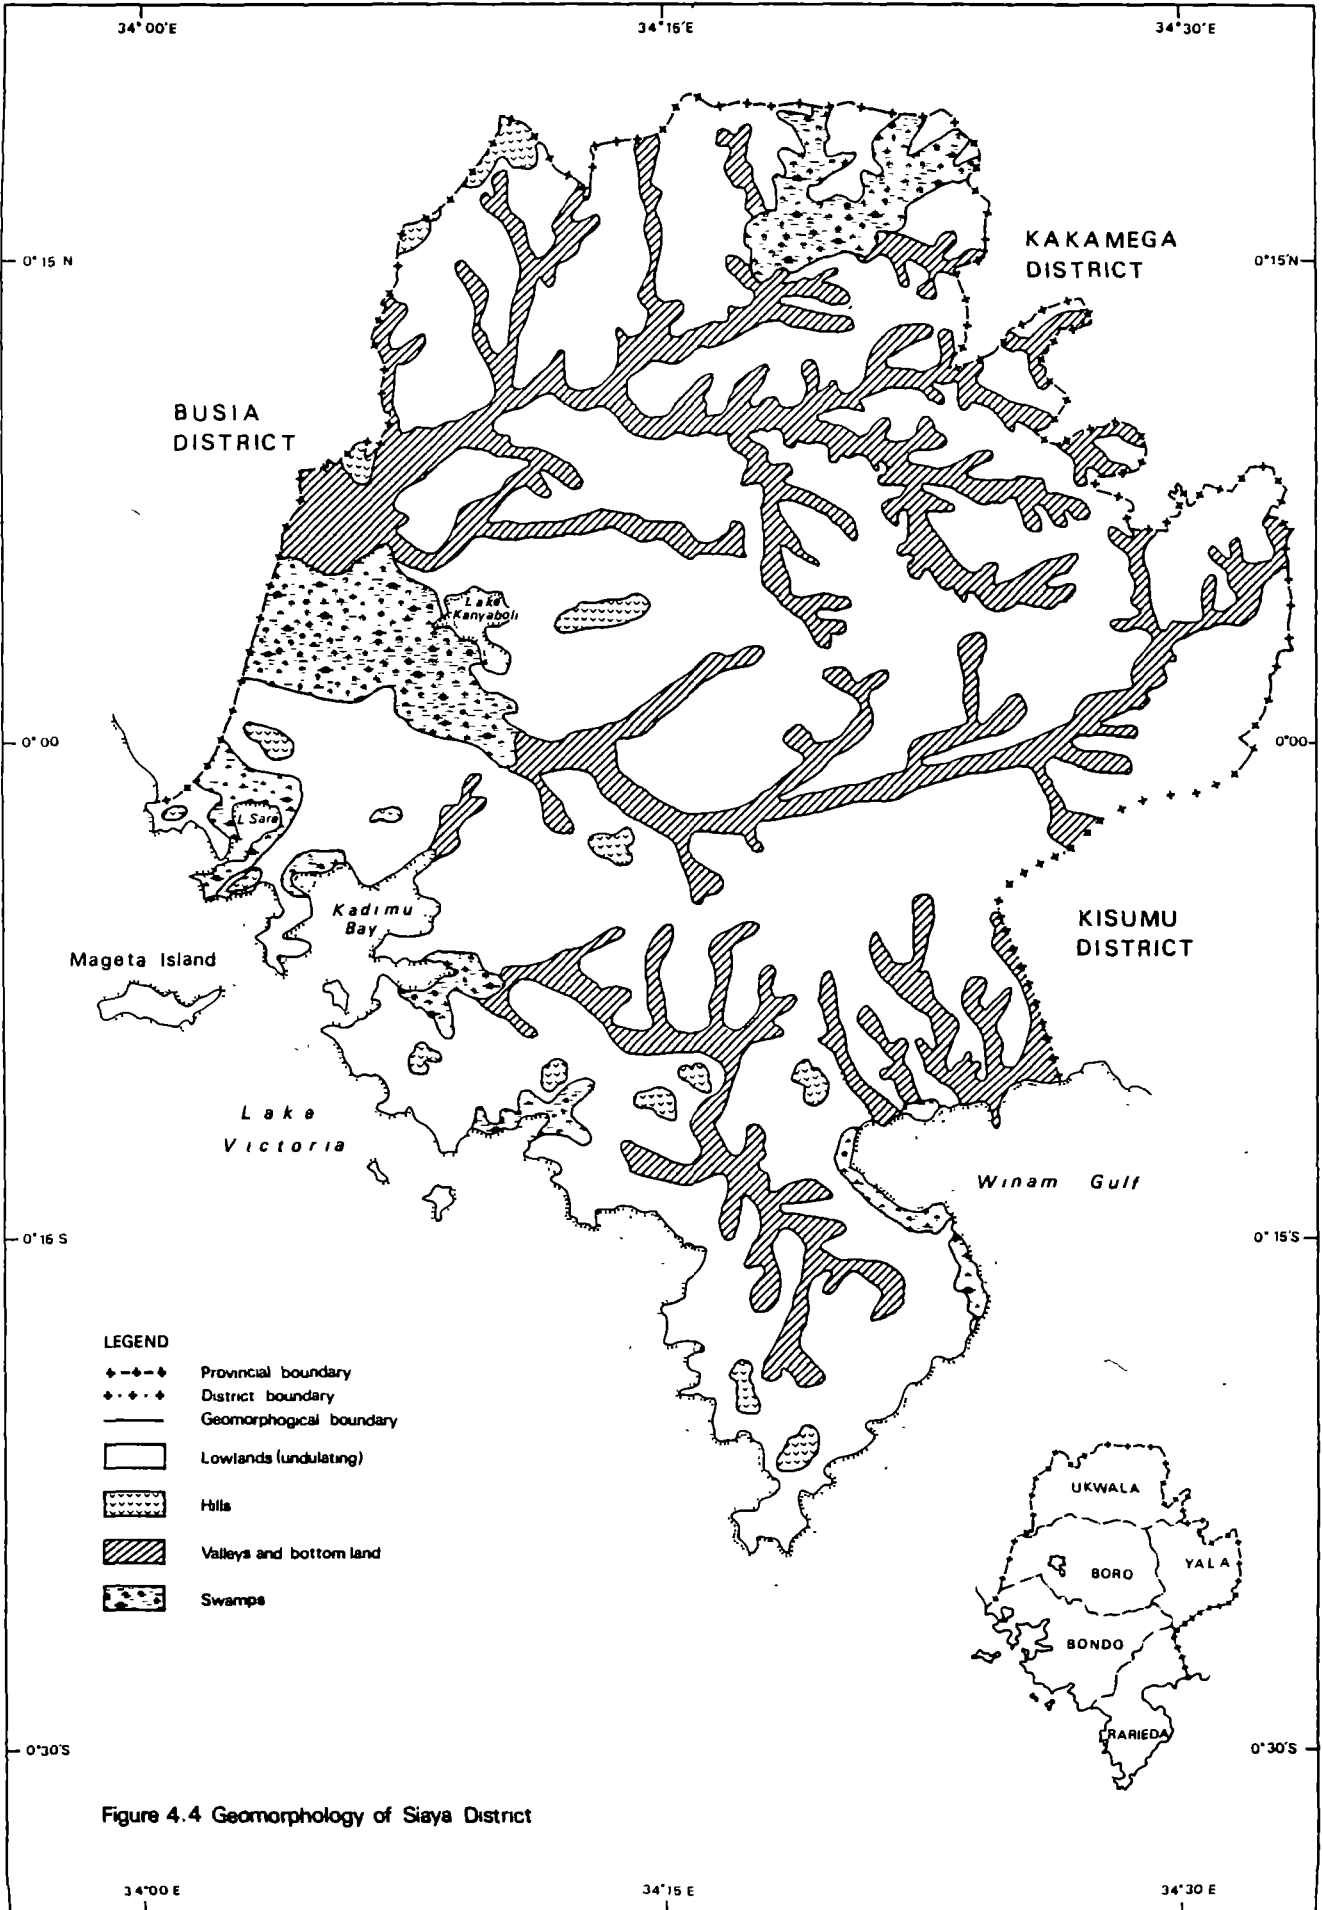 34°00'E
34°15'E
34°30'E
KAKAMEGA
DISTRICT
0°15 N
0°15'N
BUSIA
DISTRICT
Lake
Kanyaboli
0°00
0°00
L Sare
Kadimu
Bay
Mageta Island
KISUMU
DISTRICT
Lake
Victoria
Winam Gulf
0°15 S
0°15'S
LEGEND
Provincial boundary
District boundary
Geomorphogical boundary
Lowlands (undulating)
Hills
Valleys and bottom land
Swamps
UKWALA
YALA
BORO
BONDO
RARIEDA
0°30'S
0°30'S
Figure 4.4 Geomorphology of Siaya District
34°00 E
34°15 E
34°30 E